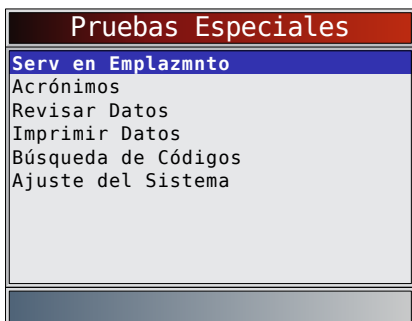 Pruebas Especiales
Serv en Emplazmnto
Acrónimos
Revisar Datos
Imprimir Datos
Búsqueda de Códigos
Ajuste del Sistema